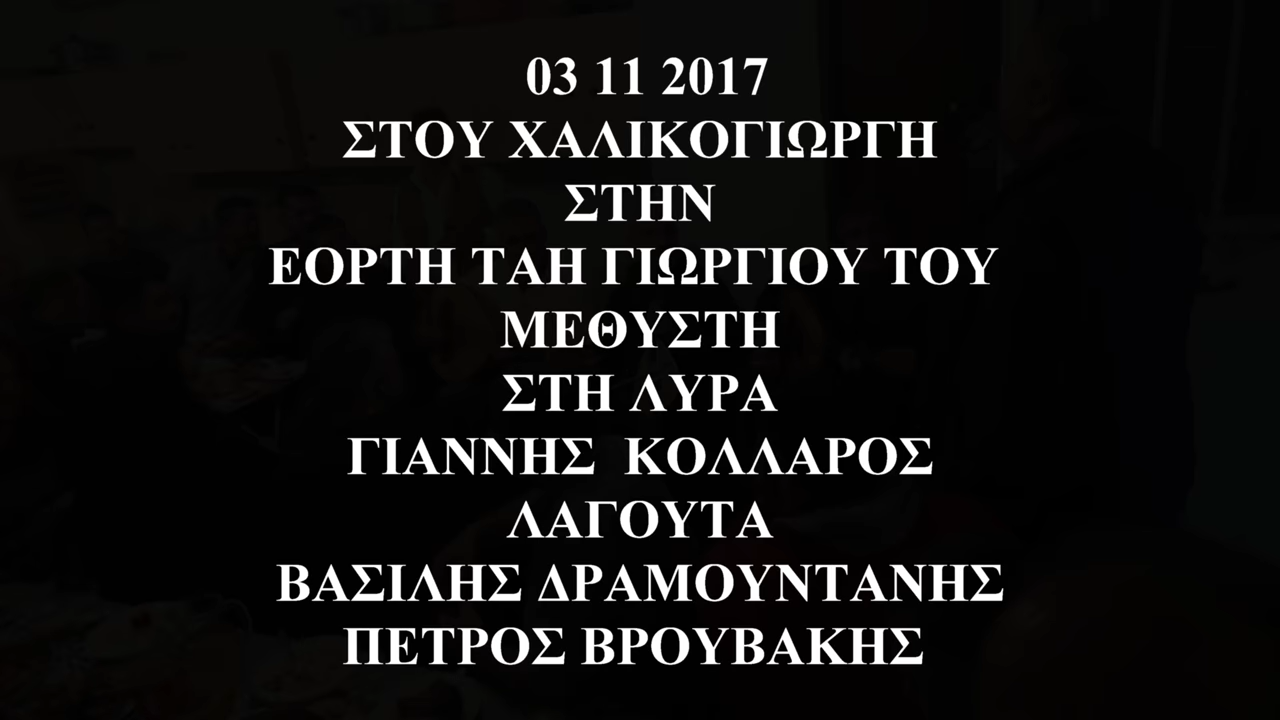 03 11 2017
ΣΤΟΥ ΧΑΛΙΚΟΓΙΩΡΓΗ
ΣΤΗΝ
ΕΟΡΤΗ ΤΑΗ ΓΙΩΡΓΙΟΥ ΤΟΥ
ΜΕΘΥΣΤΗ
ΣΤΗ ΛΥΡΑ
ΓΙΑΝΝΗΣ ΚΟΛΛΑΡΟΣ
ΛΑΓΟΥΤΑ
ΒΑΣΙΛΗΣ ΔΡΑΜΟΥΝΤΑΝΗΣ
ΠΕΤΡΟΣ ΒΡΟΥΒΑΚΗΣ